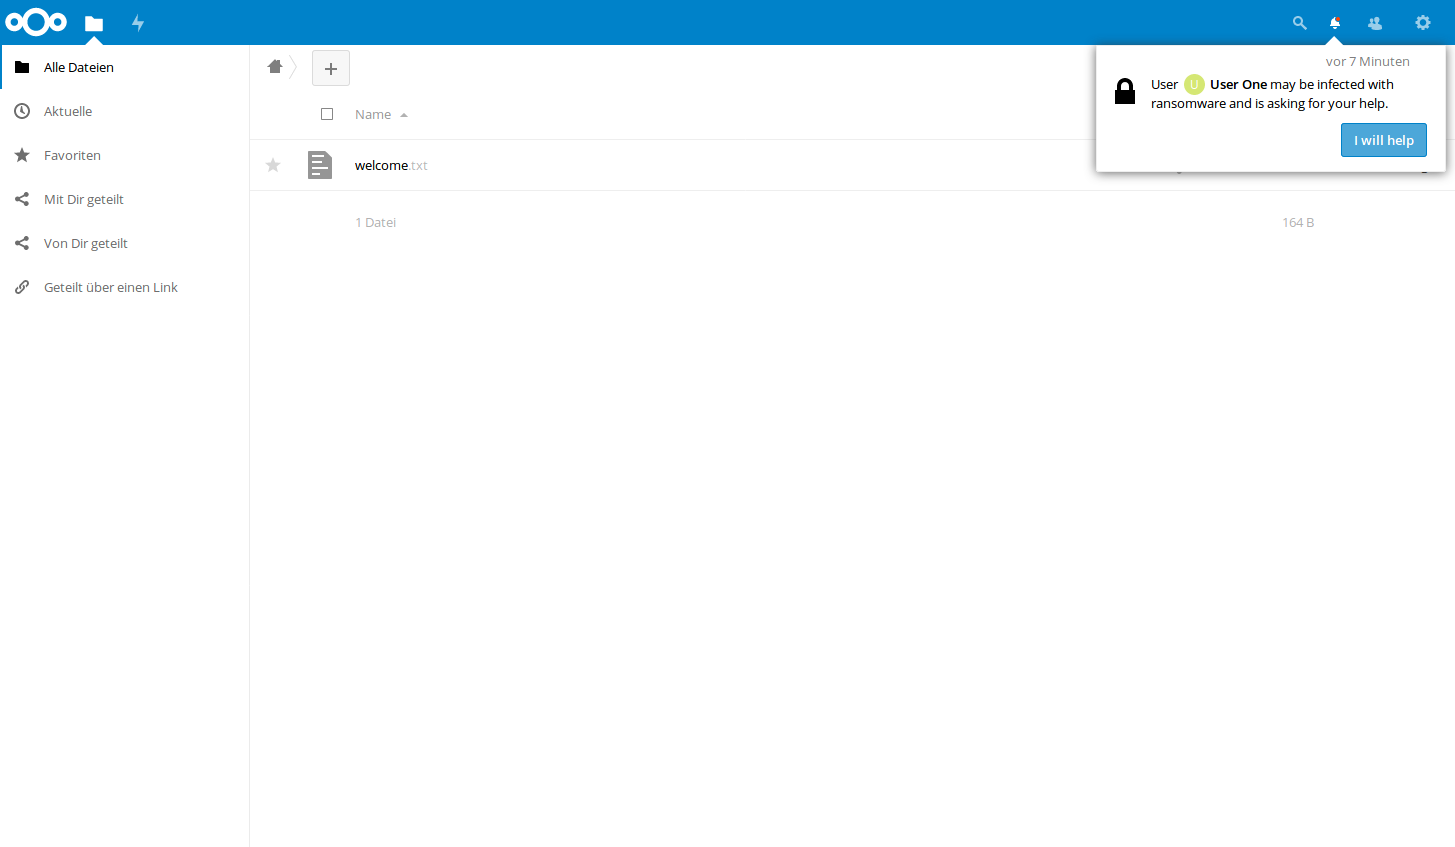 Alle Dateien
Aktuelle
Favoriten
Mit Dir geteilt
Von Dir geteilt
Geteilt über einen Link
Name
welcome.txt
1 Datei
164 B
vor 7 Minuten
User U User One may be infected with
ransomware and is asking for your help.
I will help